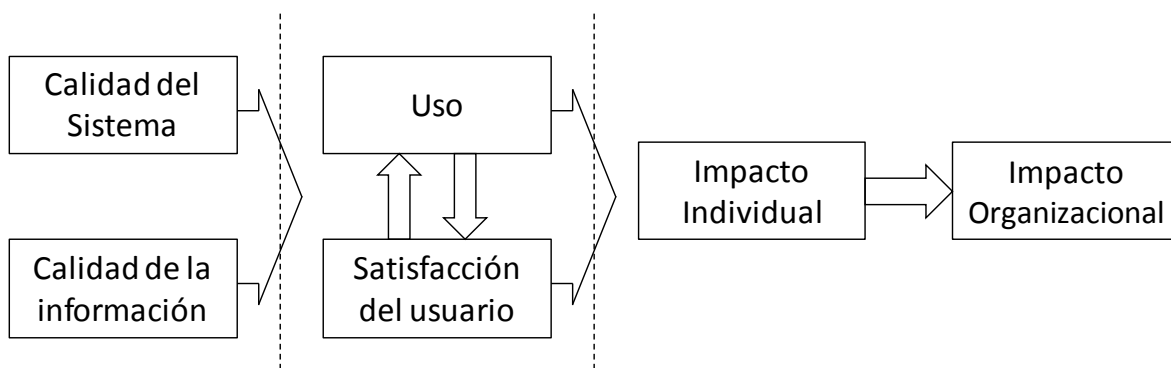 Calidad del
Sistema
Calidad de la
información
Uso
Satisfacción
del usuario
Impacto
Individual
Impacto
Organizacional